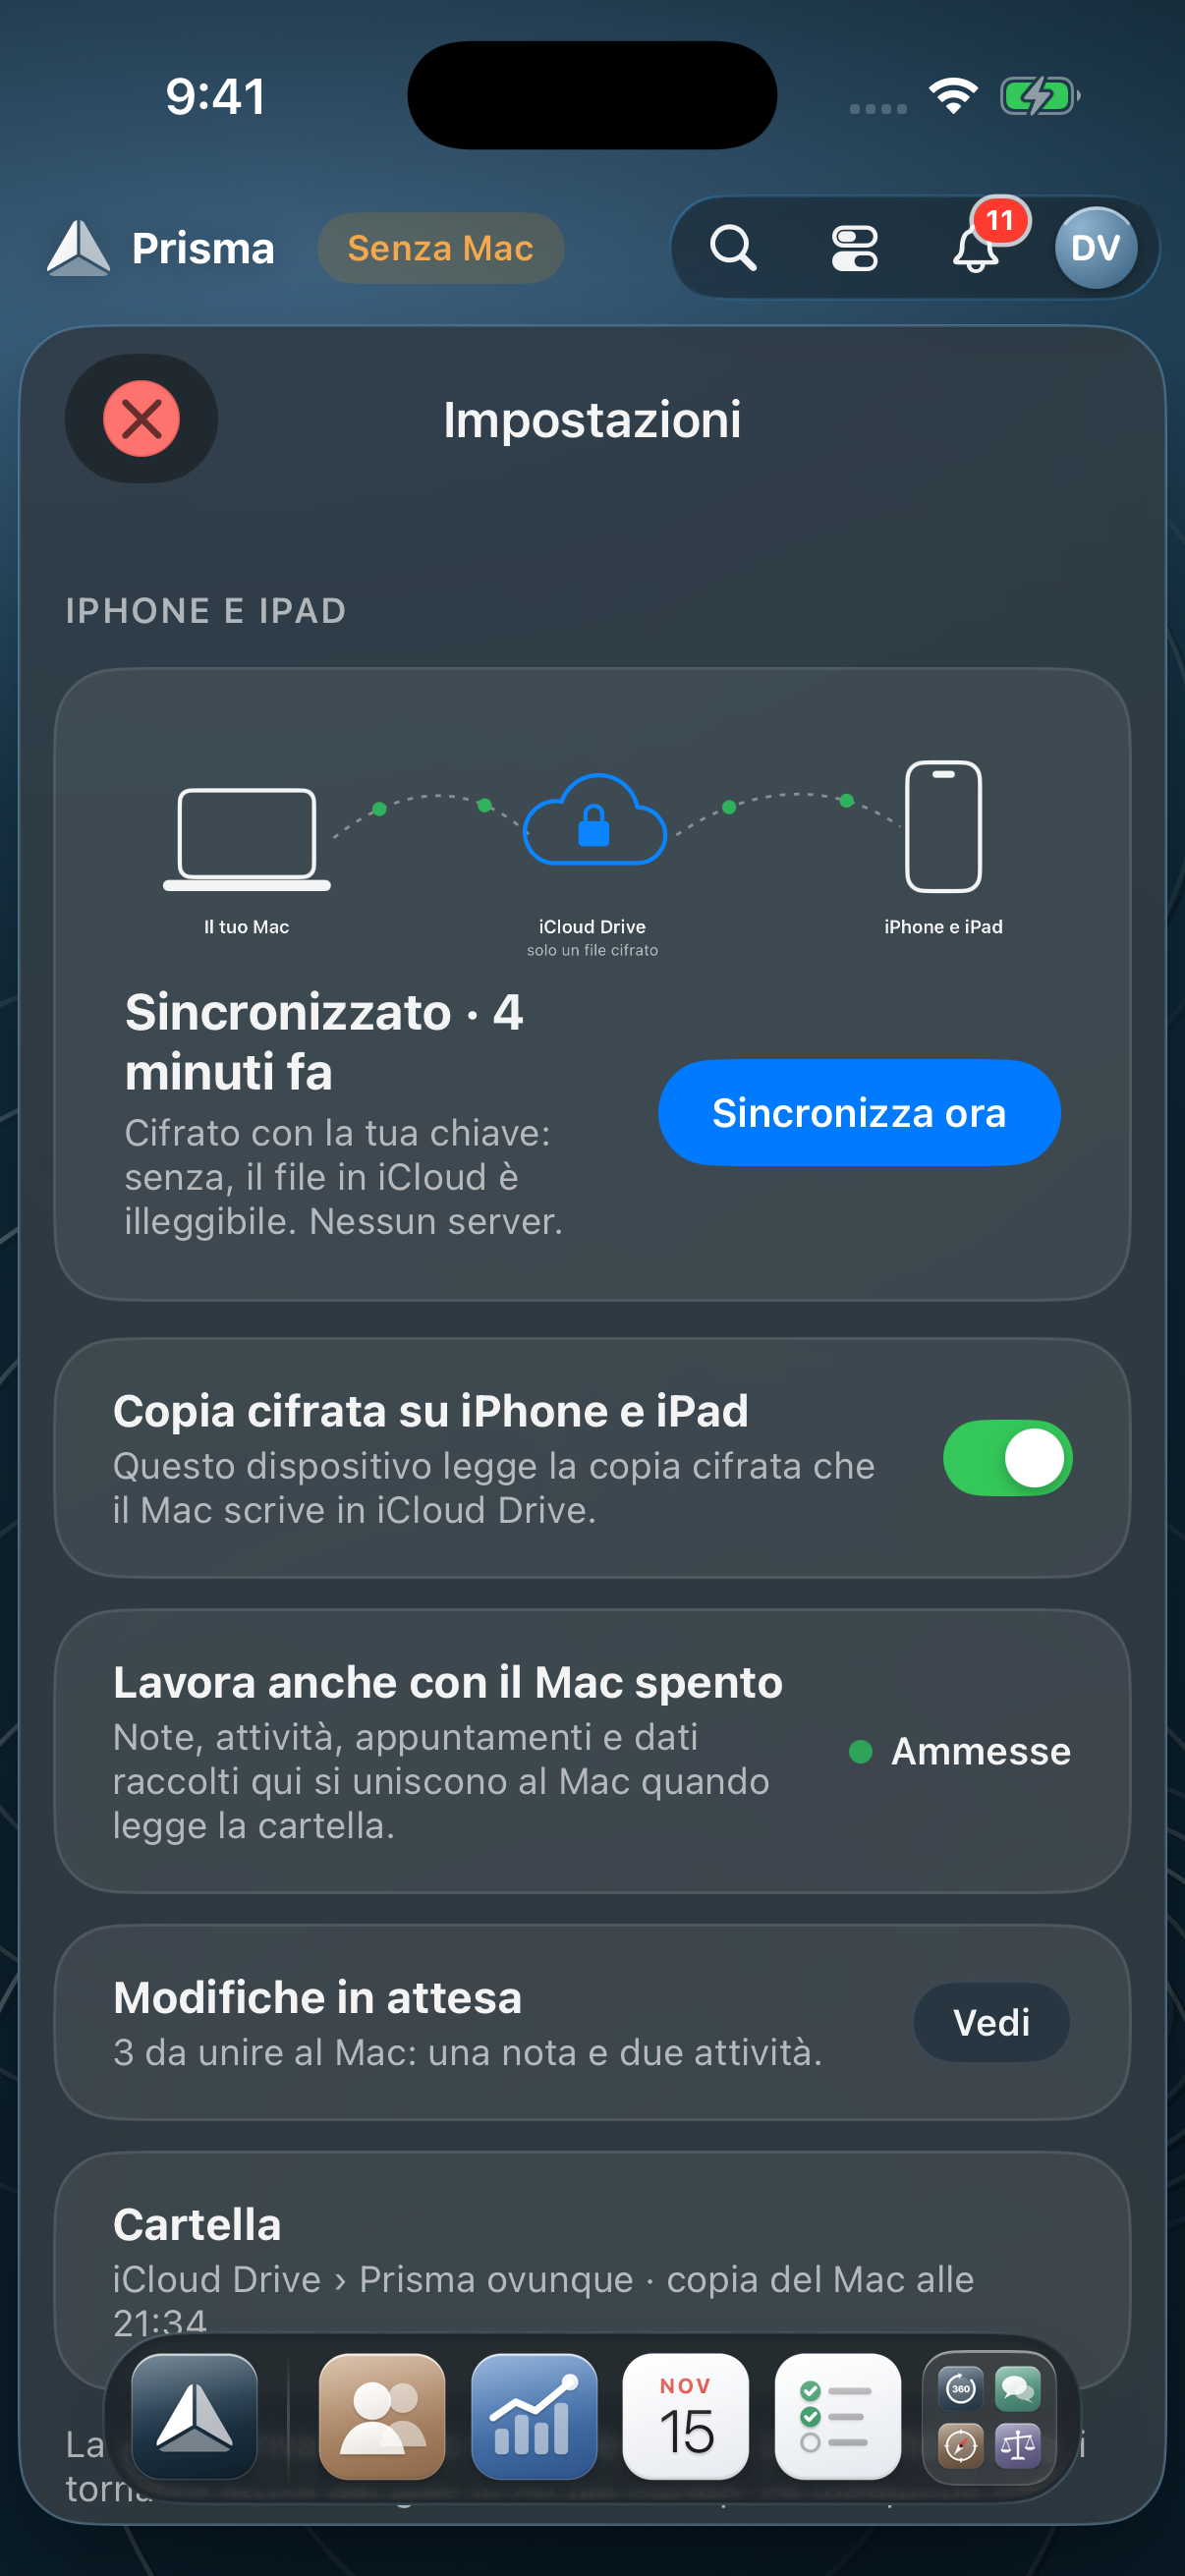 9:41
Prisma
Senza Mac
11
DV
Impostazioni
IPHONE E IPAD
Il tuo Mac
iCloud Drive
solo un file cifrato
iPhone e iPad
Sincronizzato · 4
minuti fa
Cifrato con la tua chiave:
senza, il file in iCloud è
illeggibile. Nessun server.
Sincronizza ora
Copia cifrata su iPhone e iPad
Questo dispositivo legge la copia cifrata che
il Mac scrive in iCloud Drive.
Lavora anche con il Mac spento
Note, attività, appuntamenti e dati
raccolti qui si uniscono al Mac quando
legge la cartella.
Ammesse
Modifiche in attesa
3 da unire al Mac: una nota e due attività.
Vedi
Cartella
iCloud Drive › Prisma ovunque · copia del Mac alle
21:34
NOV
15
360
La